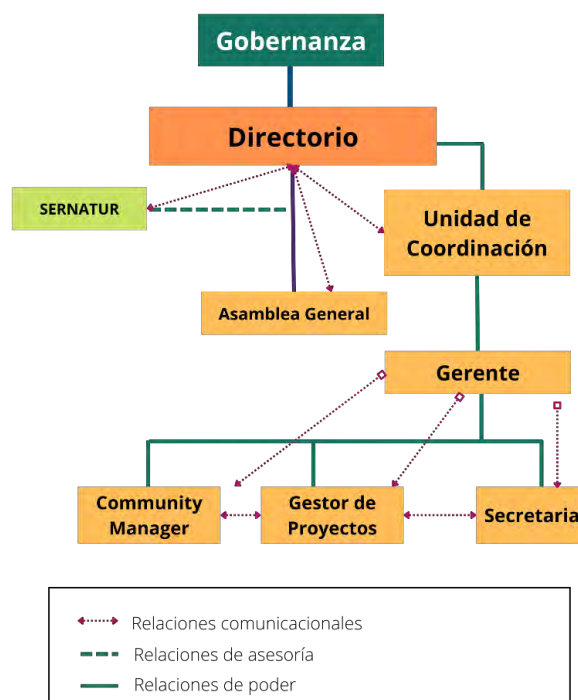 Gobernanza
Directorio
SERNATUR
Unidad de
Coordinación
Asamblea General
Gerente
Community
Manager
Gestor de
Proyectos
Secretaria
Relaciones comunicacionales
Relaciones de asesoría
Relaciones de poder